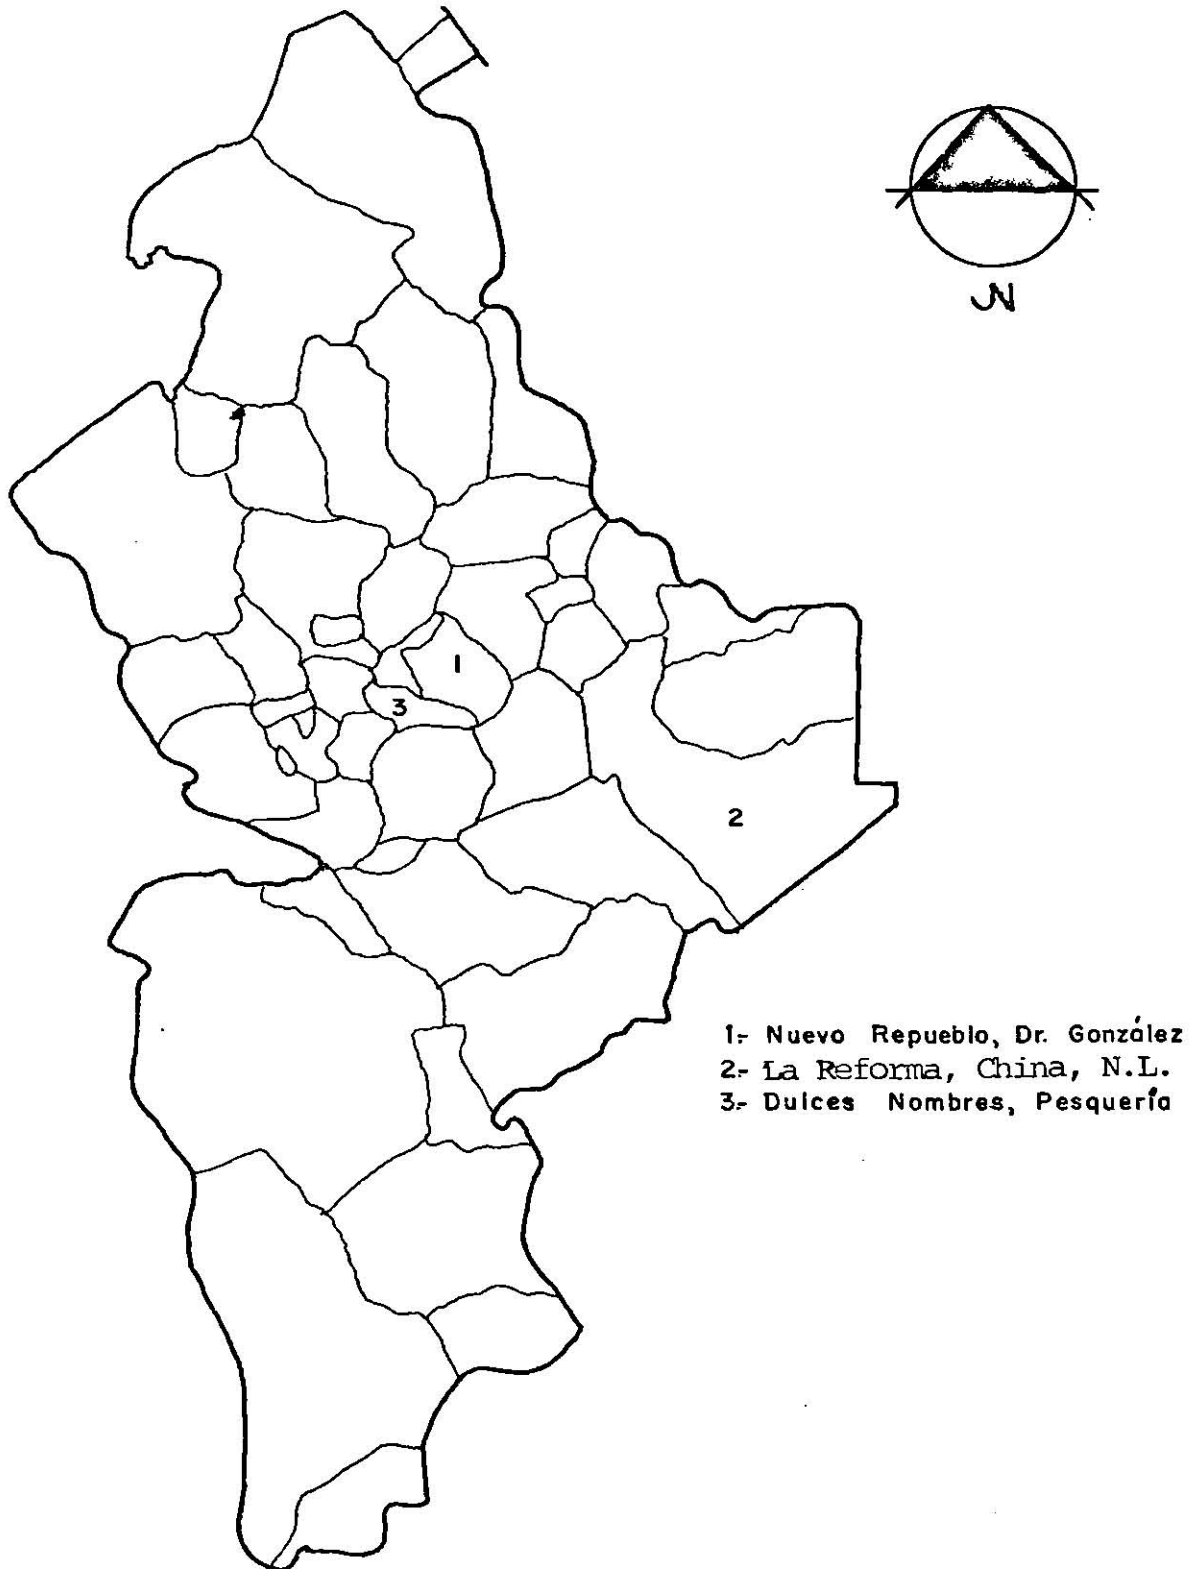 N
1
3
2
1.- Nuevo Repueblo, Dr. González
2.- La Reforma, China, N.L.
3.- Dulces Nombres, Pesquería